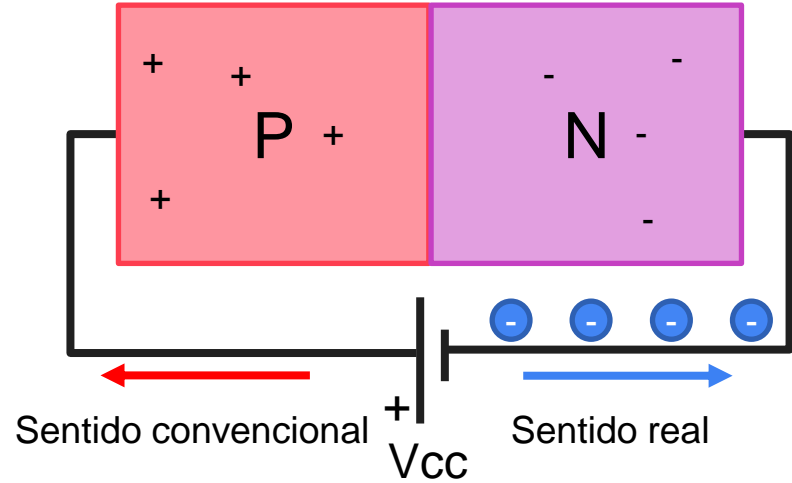 + + + + P
- - - - N
- - - -
+
Sentido convencional Sentido real
Vcc